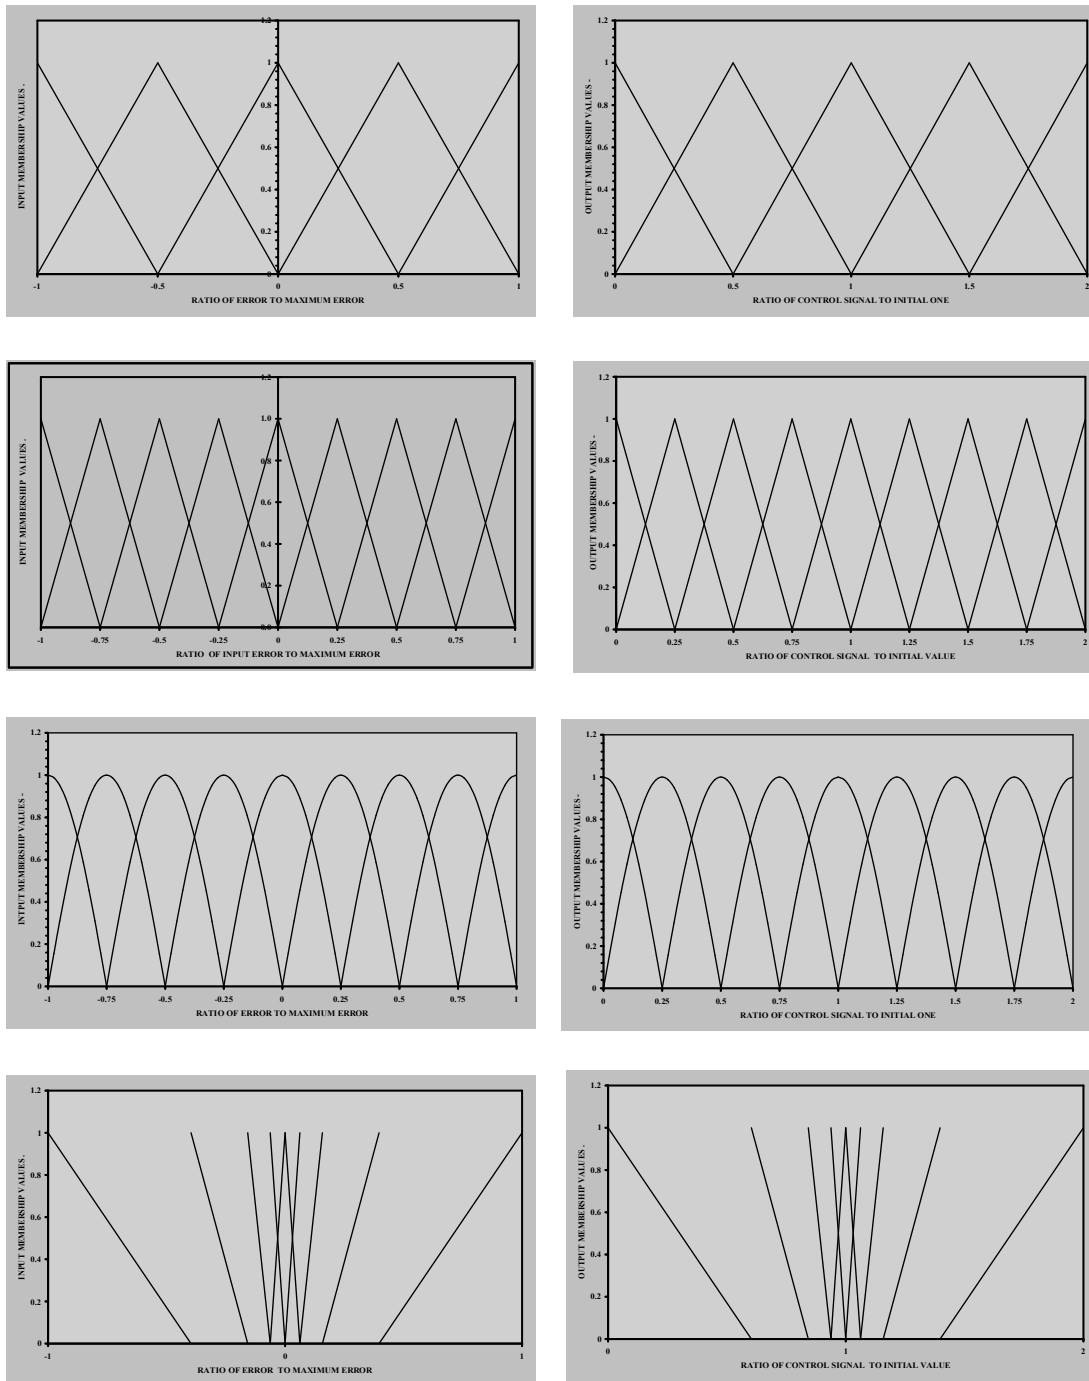 1.2
1
0.8
0.6
0.4
0.2
0
-1 -0.5 0 0.5 1
INPUT MEMBERSHIP VALUES .
RATIO OF ERROR TO MAXIMUM ERROR
1.2
1
0.8
0.6
0.4
0.2
0
0 0.5 1 1.5 2
OUTPUT MEMBERSHIP VALUES -
RATIO OF CONTROL SIGNAL TO INITIAL ONE
1.2
1.0
0.8
0.6
0.4
0.2
0.0
-1 -0.75 -0.5 -0.25 0 0.25 0.5 0.75 1
INPUT MEMBERSHIP VALUES .
RATIO OF INPUT ERROR TO MAXIMUM ERROR
1.2
1
0.8
0.6
0.4
0.2
0
0 0.25 0.5 0.75 1 1.25 1.5 1.75 2
OUTPUT MEMBERSHIP VALUES -
RATIO OF CONTROL SIGNAL TO INITIAL VALUE
1.2
1
0.8
0.6
0.4
0.2
0
-1 -0.75 -0.5 -0.25 0 0.25 0.5 0.75 1
INTPUT MEMBERSHIP VALUES -
RATIO OF ERROR TO MAXIMUM ERROR
1.2
1
0.8
0.6
0.4
0.2
0
0 0.25 0.5 0.75 1 1.25 1.5 1.75 2
OUTPUT MEMBERSHIP VALUES -
RATIO OF CONTROL SIGNAL TO INITIAL ONE
1.2
1
0.8
0.6
0.4
0.2
0
-1 0 1
INPUT MEMBERSHIP VALUES .
RATIO OF ERROR TO MAXIMUM ERROR
1.2
1
0.8
0.6
0.4
0.2
0
0 1 2
OUTPUT MEMBERSHIP VALUES .
RATIO OF CONTROL SIGNAL TO INITIAL VALUE